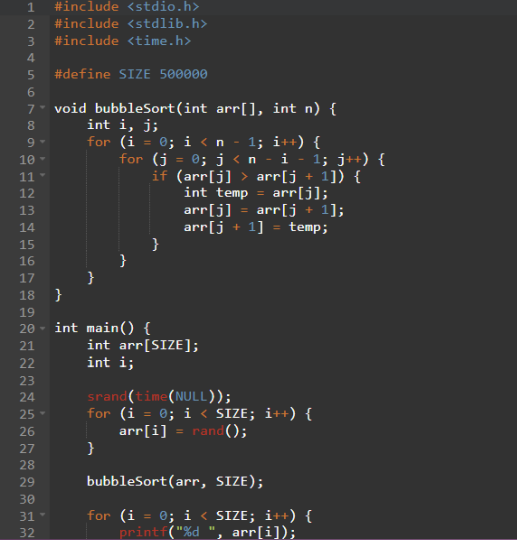 1 #include <stdio.h>
2 #include <stdlib.h>
3 #include <time.h>
4
5 #define SIZE 500000
6
7 void bubbleSort(int arr[], int n) {
8     int i, j;
9     for (i = 0; i < n - 1; i++) {
10         for (j = 0; j < n - i - 1; j++) {
11             if (arr[j] > arr[j + 1]) {
12                 int temp = arr[j];
13                 arr[j] = arr[j + 1];
14                 arr[j + 1] = temp;
15             }
16         }
17     }
18 }
19
20 int main() {
21     int arr[SIZE];
22     int i;
23
24     srand(time(NULL));
25     for (i = 0; i < SIZE; i++) {
26         arr[i] = rand();
27     }
28
29     bubbleSort(arr, SIZE);
30
31     for (i = 0; i < SIZE; i++) {
32         printf("%d ", arr[i]);